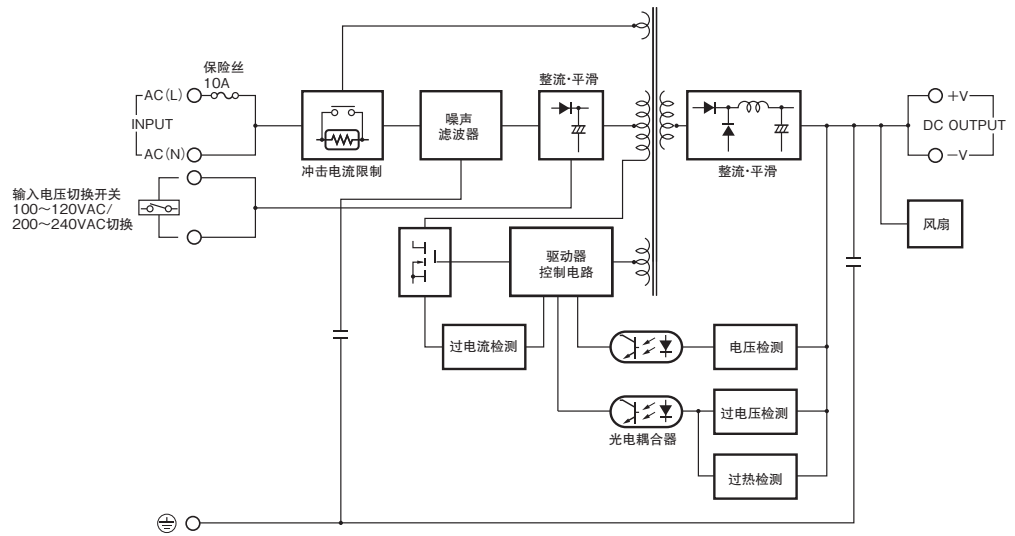 保险丝
10A
AC(L)
INPUT
AC(N)
输入电压切换开关
100～120VAC/
200～240VAC切换
冲击电流限制
噪声
滤波器
整流·平滑
整流·平滑
+V
DC OUTPUT
−V
风扇
驱动器
控制电路
过电流检测
电压检测
过电压检测
光电耦合器
过热检测